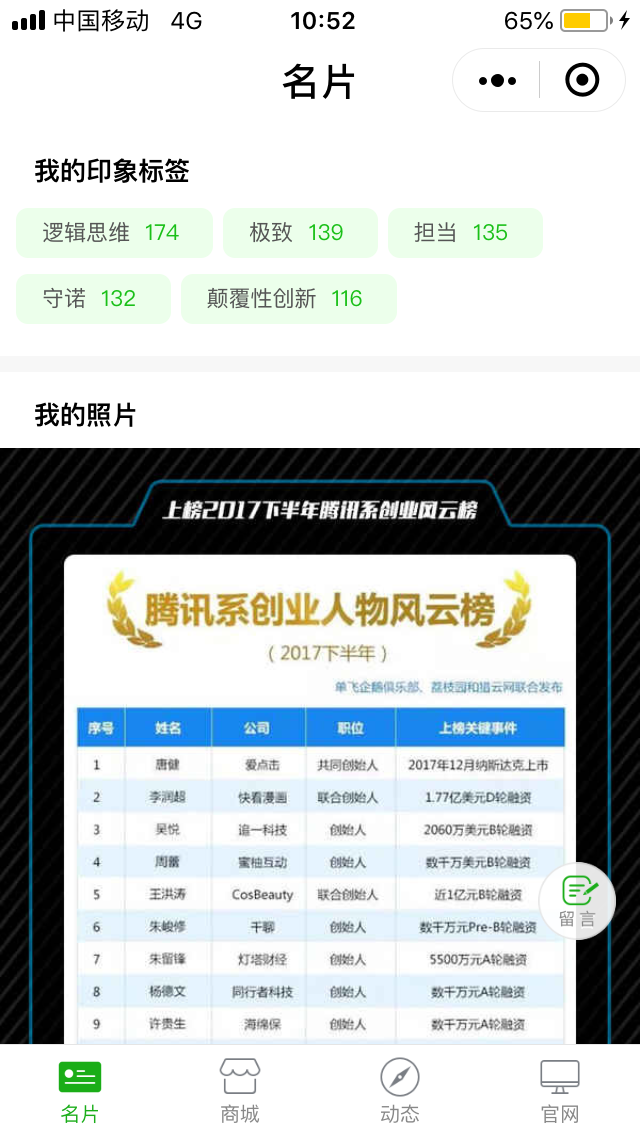 中国移动 4G 10:52 65%
名片
我的印象标签
逻辑思维 174 极致 139 担当 135
守诺 132 颠覆性创新 116
我的照片
上榜2017下半年腾讯系创业风云榜
腾讯系创业人物风云榜
（2017下半年）
单飞企鹅俱乐部、荔枝园和猎云网联合发布
序号 姓名 公司 职位 上榜关键事件
1 唐健 爱点击 共同创始人 2017年12月纳斯达克上市
2 李润超 快看漫画 联合创始人 1.77亿美元D轮融资
3 吴悦 追一科技 创始人 2060万美元B轮融资
4 周蕾 蜜柚互动 创始人 数千万美元B轮融资
5 王洪涛 CosBeauty 联合创始人 近1亿元B轮融资
6 朱峻修 千聊 创始人 数千万元Pre-B轮融资
7 朱留锋 灯塔财经 创始人 5500万元A轮融资
8 杨德文 同行者科技 创始人 数千万元A轮融资
9 许贵生 海绵保 创始人 数千万元A轮融资
留言
名片 商城 动态 官网